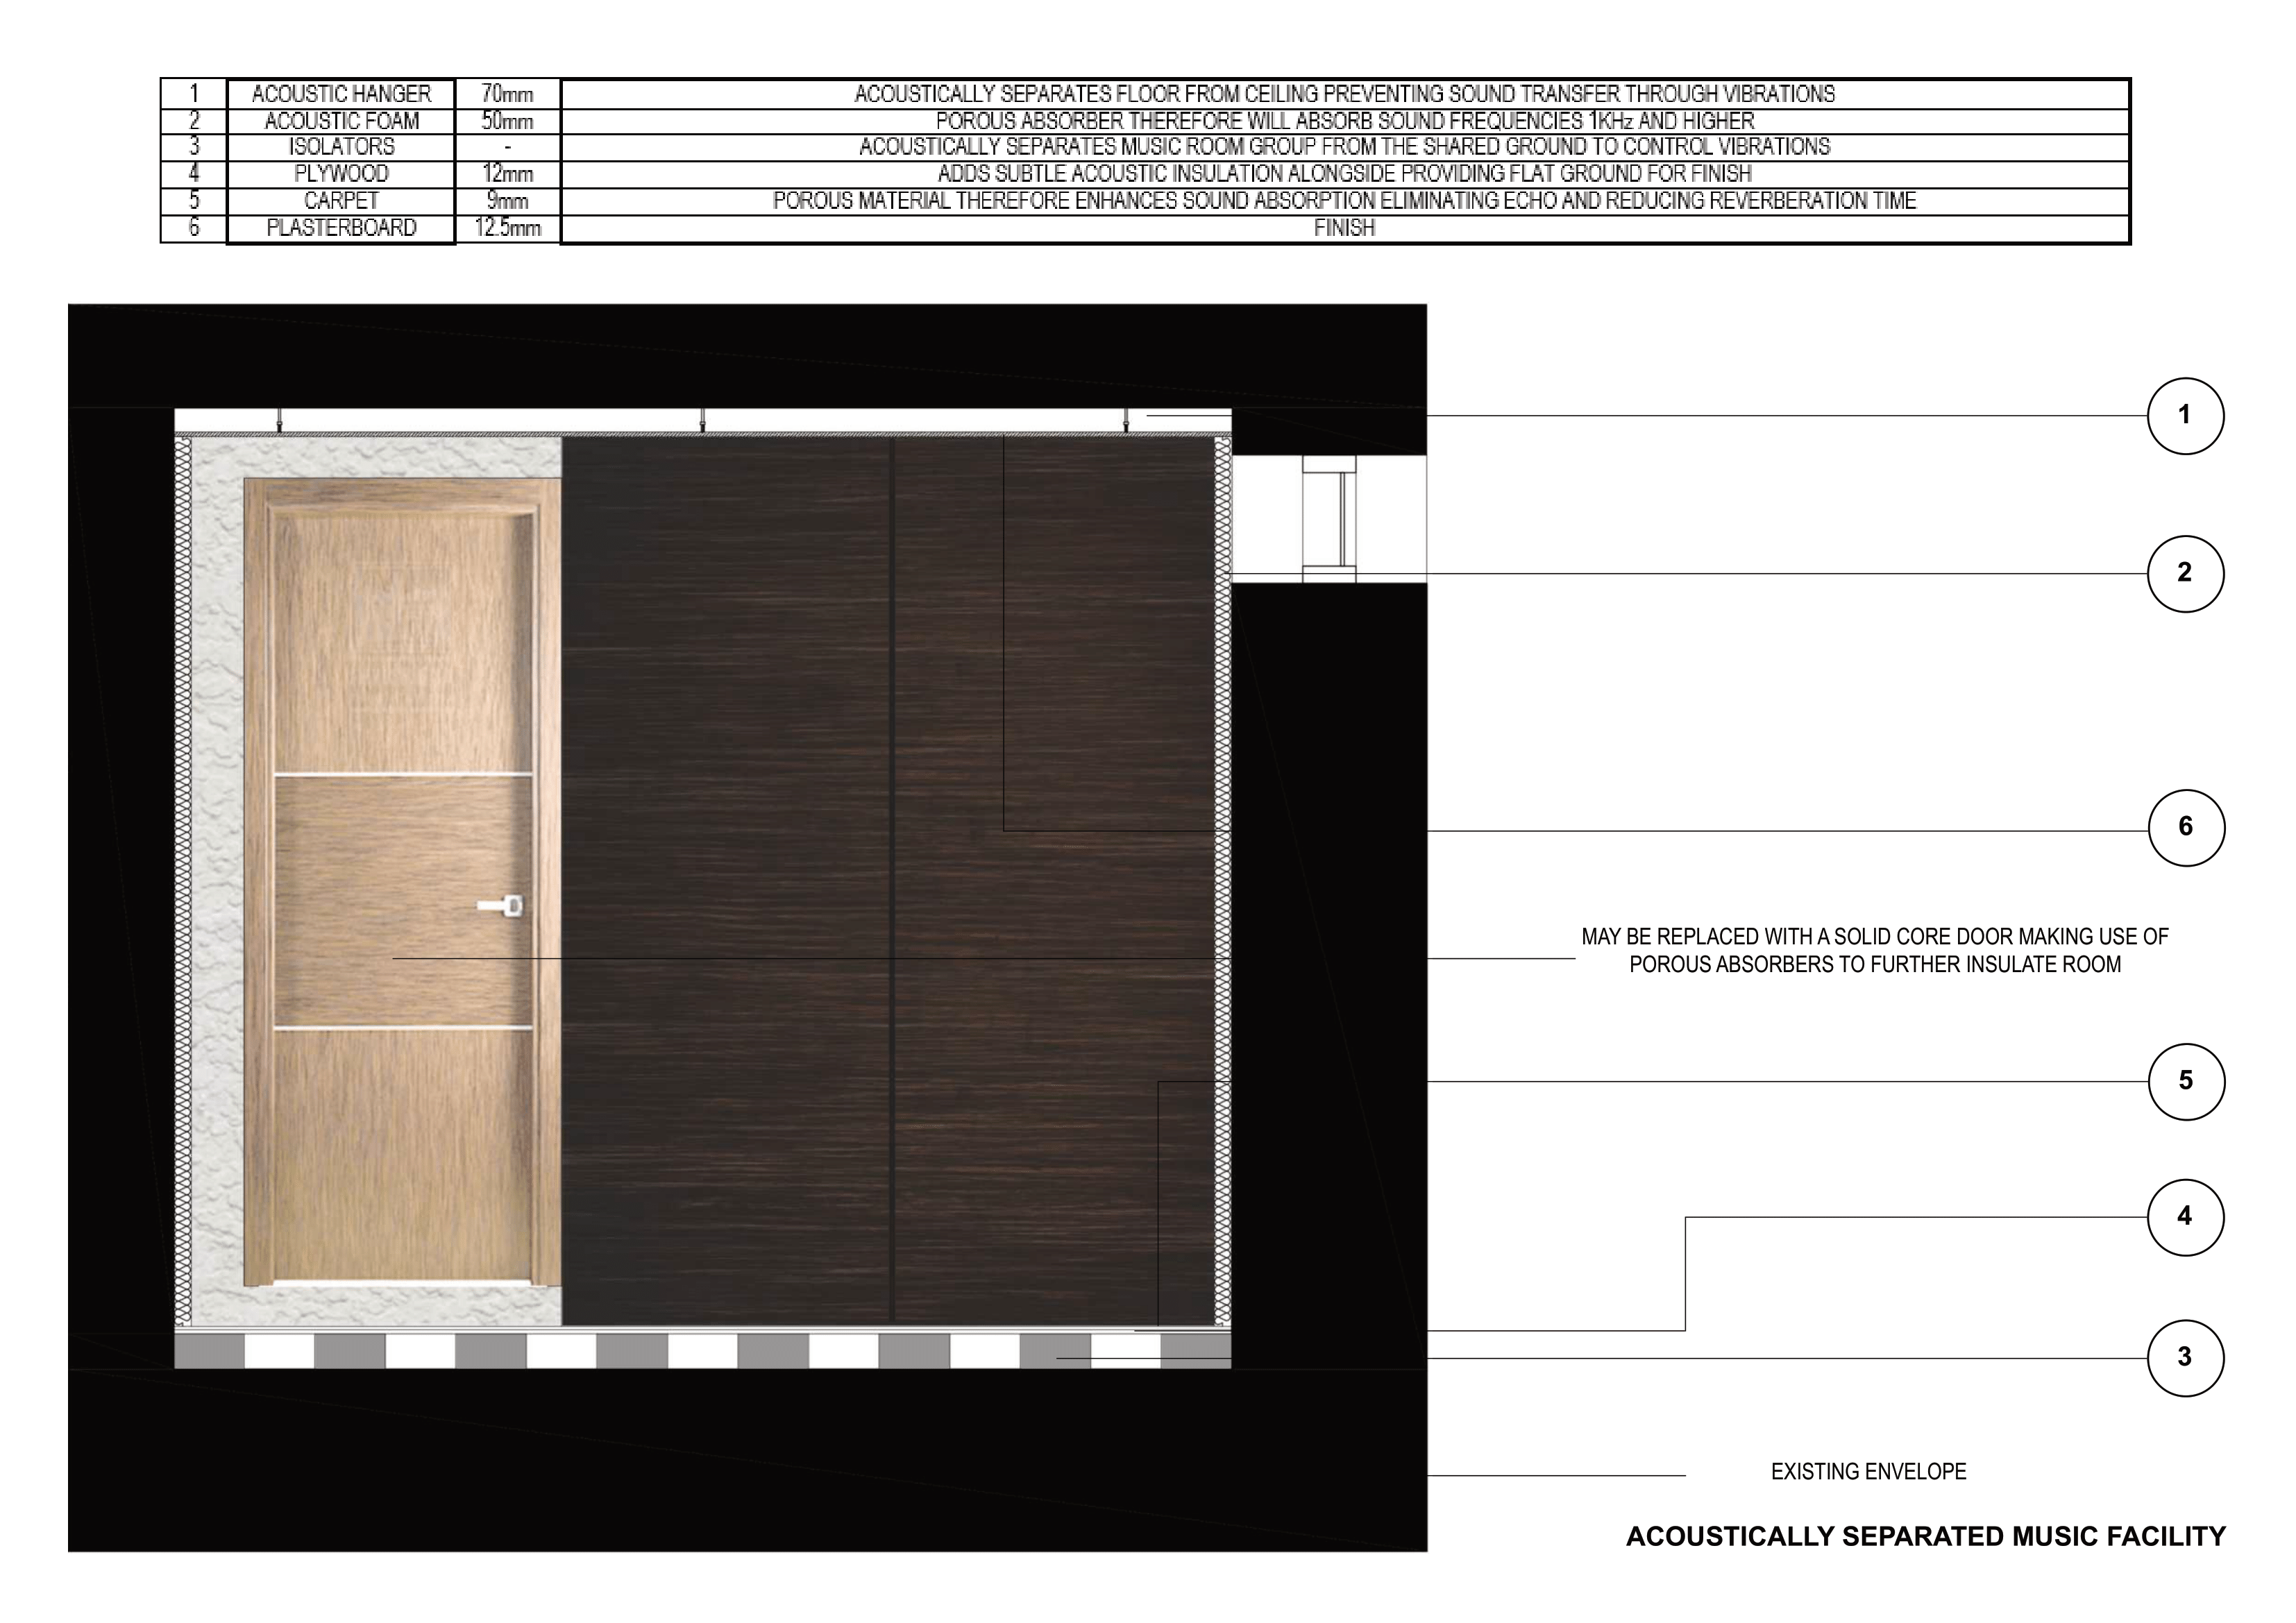 1 ACOUSTIC HANGER 70mm ACOUSTICALLY SEPARATES FLOOR FROM CEILING PREVENTING SOUND TRANSFER THROUGH VIBRATIONS
2 ACOUSTIC FOAM 50mm POROUS ABSORBER THEREFORE WILL ABSORB SOUND FREQUENCIES 1KHz AND HIGHER
3 ISOLATORS - ACOUSTICALLY SEPARATES MUSIC ROOM GROUP FROM THE SHARED GROUND TO CONTROL VIBRATIONS
4 PLYWOOD 12mm ADDS SUBTLE ACOUSTIC INSULATION ALONGSIDE PROVIDING FLAT GROUND FOR FINISH
5 CARPET 9mm POROUS MATERIAL THEREFORE ENHANCES SOUND ABSORPTION ELIMINATING ECHO AND REDUCING REVERBERATION TIME
6 PLASTERBOARD 12.5mm FINISH
1
2
6
MAY BE REPLACED WITH A SOLID CORE DOOR MAKING USE OF
POROUS ABSORBERS TO FURTHER INSULATE ROOM
5
4
3
EXISTING ENVELOPE
ACOUSTICALLY SEPARATED MUSIC FACILITY